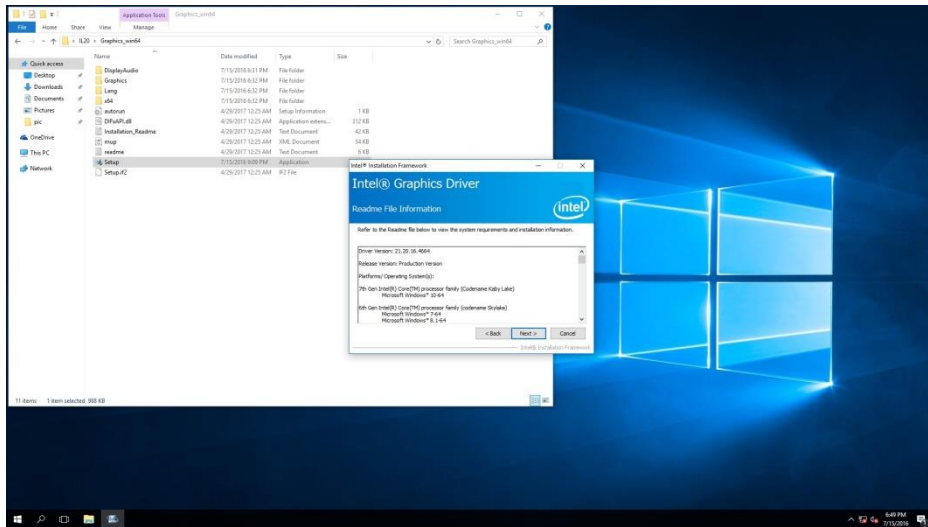 Application Tools Graphics_win64
File Home Share View Manage
IL20 Graphics_win64
Search Graphics_win64
Name Date modified Type Size
Quick access
Desktop
Downloads
Documents
Pictures
pic
OneDrive
This PC
Network
DisplayAudio 7/15/2016 6:31 PM File folder
Graphics 7/15/2016 6:32 PM File folder
Lang 7/15/2016 6:32 PM File folder
x64 7/15/2016 6:32 PM File folder
autorun 4/29/2017 12:25 AM Setup Information 1 KB
DIFxAPI.dll 4/29/2017 12:25 AM Application extens... 312 KB
Installation_Readme 4/29/2017 12:25 AM Text Document 42 KB
mup 4/29/2017 12:25 AM XML Document 54 KB
readme 4/29/2017 12:25 AM Text Document 6 KB
Setup 7/15/2016 9:09 PM Application
Setup.if2 4/29/2017 12:25 AM IF2 File
Intel® Installation Framework
Intel® Graphics Driver
Readme File Information
intel
Refer to the Readme file below to view the system requirements and installation information.
Driver Version: 21.20.16.4664
Release Version: Production Version
Platforms/ Operating System(s):
7th Gen Intel(R) Core(TM) processor family (Codename Kaby Lake)
Microsoft Windows* 10-64
6th Gen Intel(R) Core(TM) processor family (codename Skylake)
Microsoft Windows* 7-64
Microsoft Windows* 8.1-64
< Back Next > Cancel
Intel® Installation Framework
11 items 1 item selected 988 KB
6:49 PM
7/15/2016